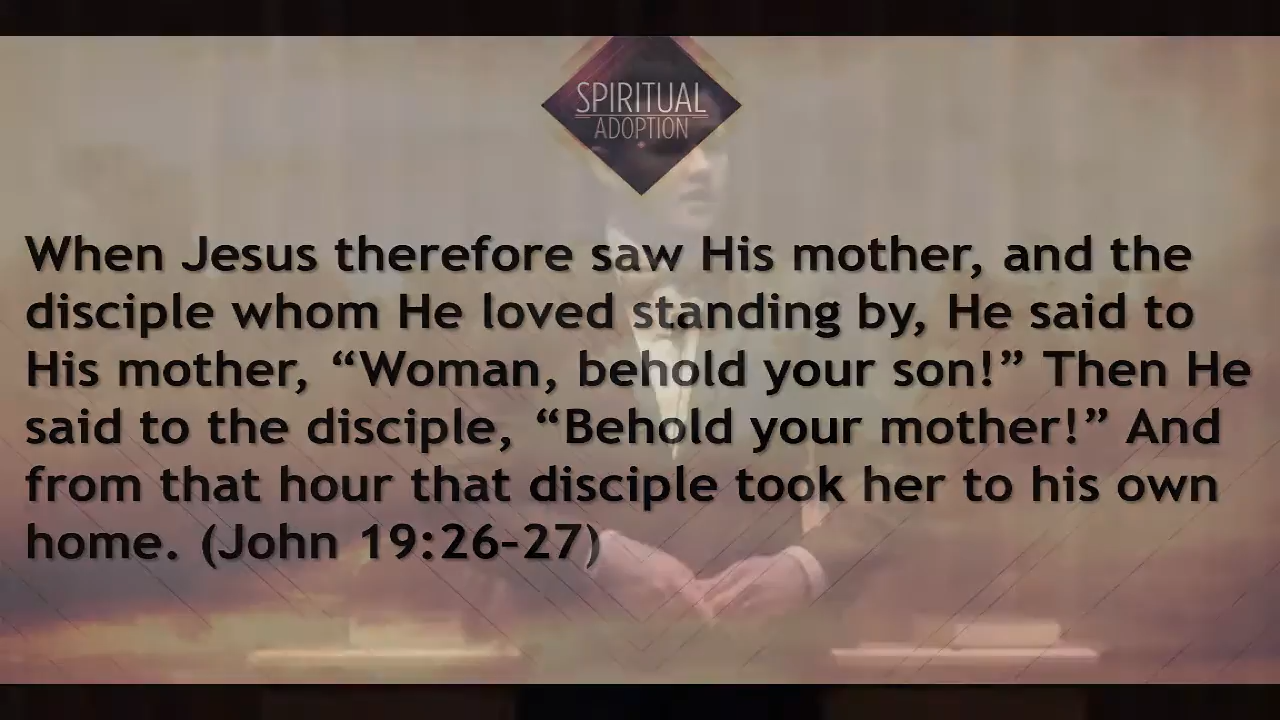 SPIRITUAL
ADOPTION
When Jesus therefore saw His mother, and the
disciple whom He loved standing by, He said to
His mother, “Woman, behold your son!” Then He
said to the disciple, “Behold your mother!” And
from that hour that disciple took her to his own
home. (John 19:26-27)